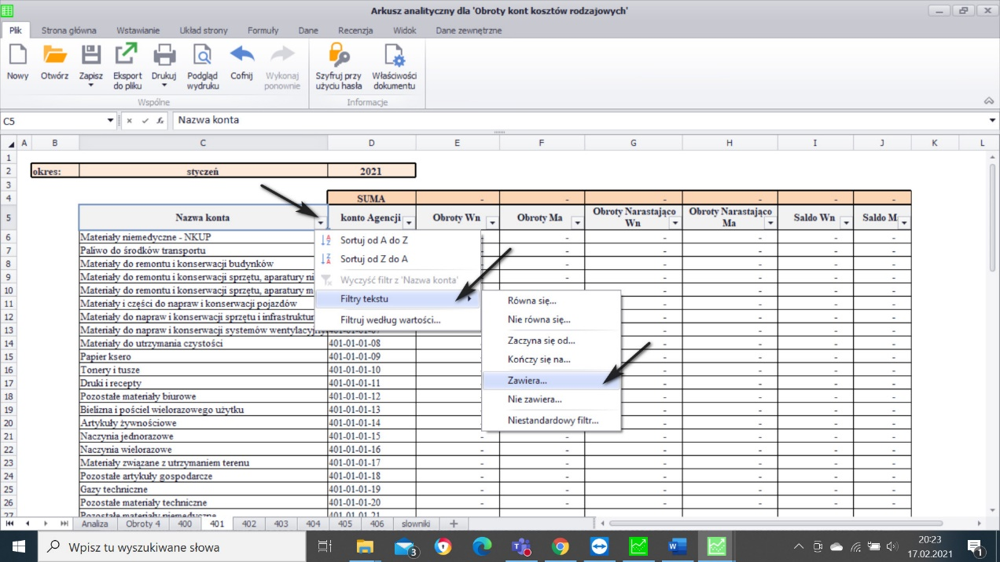 Arkusz analityczny dla 'Obroty kont kosztów rodzajowych'
Plik Strona główna Wstawianie Układ strony Formuły Dane Recenzja Widok Dane zewnętrzne
Nowy Otwórz Zapisz Eksport do pliku Drukuj Podgląd wydruku Cofnij Wykonaj ponownie Szyfruj przy użyciu hasła Właściwości dokumentu
Wspólne Informacje
C5 Nazwa konta
A B C D E F G H I J K L
1
2 okres: styczeń 2021
3
4 SUMA - - - - - -
5 Nazwa konta konto Agencji Obroty Wn Obroty Ma Obroty Narastająco Wn Obroty Narastająco Ma Saldo Wn Saldo M
6 Materiały niemedyczne - NKUP - - - - - -
7 Paliwo do środków transportu - - - - - -
8 Materiały do remontu i konserwacji budynków - - - - - -
9 Materiały do remontu i konserwacji sprzętu, aparatury ni - - - - -
10 Materiały do remontu i konserwacji sprzętu, aparatury m - - - -
11 Materiały i części do napraw i konserwacji pojazdów - - - -
12 Materiały do napraw i konserwacji sprzętu i infrastruktur - - - -
13 Materiały do napraw i konserwacji systemów wentylacyjny 401-01-01-07 - - - -
14 Materiały do utrzymania czystości 401-01-01-08 - - - -
15 Papier ksero 401-01-01-09 - - - -
16 Tonery i tusze 401-01-01-10 - - - -
17 Druki i recepty 401-01-01-11 - - - -
18 Pozostałe materiały biurowe 401-01-01-12 - - - -
19 Bielizna i pościel wielorazowego użytku 401-01-01-13 - - - -
20 Artykuły żywnościowe 401-01-01-14 - - - -
21 Naczynia jednorazowe 401-01-01-15 - - - - - -
22 Naczynia wielorazowe 401-01-01-16 - - - - - -
23 Materiały związane z utrzymaniem terenu 401-01-01-17 - - - - - -
24 Pozostałe artykuły gospodarcze 401-01-01-18 - - - - - -
25 Gazy techniczne 401-01-01-19 - - - - - -
26 Pozostałe materiały techniczne 401-01-01-20 - - - - - -
27 Pozostałe materiały niemedyczne 401-01-01-21
Sortuj od A do Z
Sortuj od Z do A
Wyczyść filtr z 'Nazwa konta'
Filtry tekstu
Filtruj według wartości...
Równa się...
Nie równa się...
Zaczyna się od...
Kończy się na...
Zawiera...
Nie zawiera...
Niestandardowy filtr...
Analiza Obroty 4 400 401 402 403 404 405 406 slowniki
Wpisz tu wyszukiwane słowa 3 20:23 1
17.02.2021